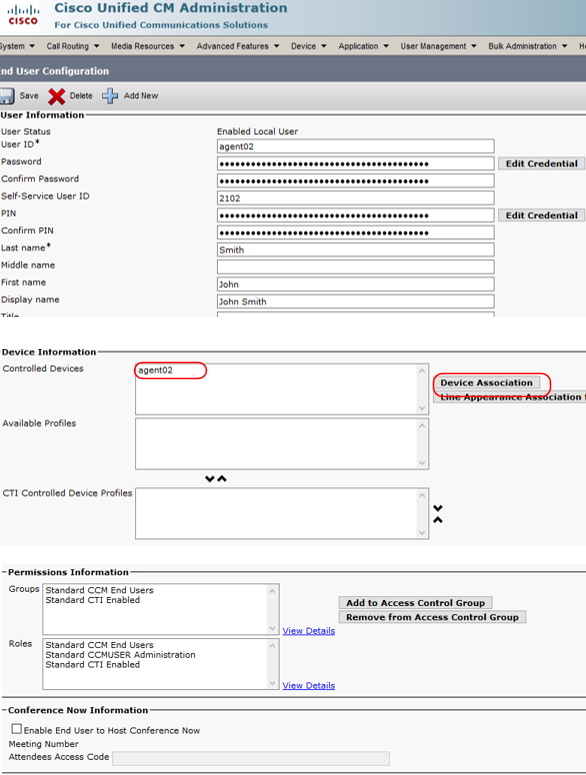 Cisco Unified CM Administration
CISCO For Cisco Unified Communications Solutions
System Call Routing Media Resources Advanced Features Device Application User Management Bulk Administration He
End User Configuration
Save Delete Add New
User Information
User Status Enabled Local User
User ID* agent02
Password •••••••••••••••••••••••••••••••••••••••• Edit Credential
Confirm Password ••••••••••••••••••••••••••••••••••••••••
Self-Service User ID 2102
PIN •••••••••••••••••••••••••••••••••••••••• Edit Credential
Confirm PIN ••••••••••••••••••••••••••••••••••••••••
Last name* Smith
Middle name
First name John
Display name John Smith
Title
Device Information
Controlled Devices agent02
Device Association
Line Appearance Association
Available Profiles
CTI Controlled Device Profiles
Permissions Information
Groups Standard CCM End Users
Standard CTI Enabled
Add to Access Control Group
Remove from Access Control Group
View Details
Roles Standard CCM End Users
Standard CCMUSER Administration
Standard CTI Enabled
View Details
Conference Now Information
Enable End User to Host Conference Now
Meeting Number
Attendees Access Code